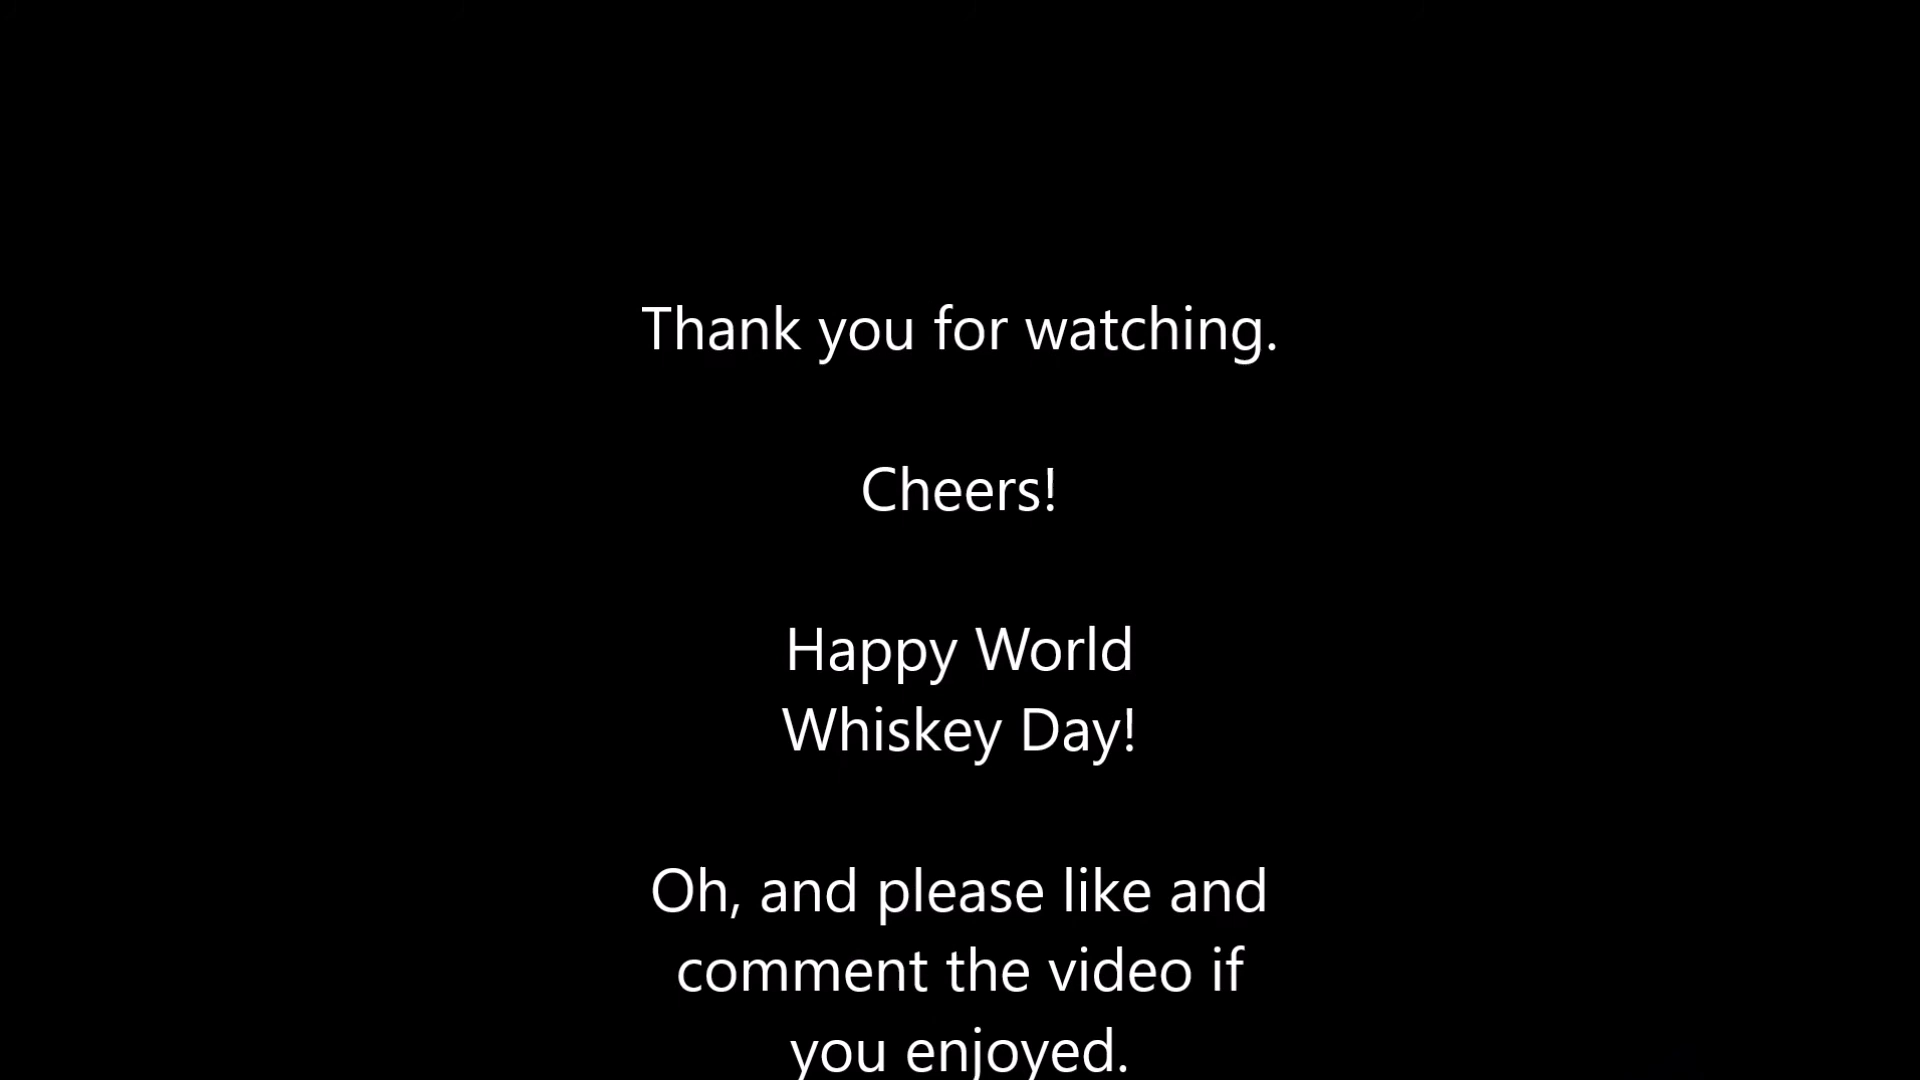 Thank you for watching.
Cheers!
Happy World
Whiskey Day!
Oh, and please like and
comment the video if
you enjoyed.